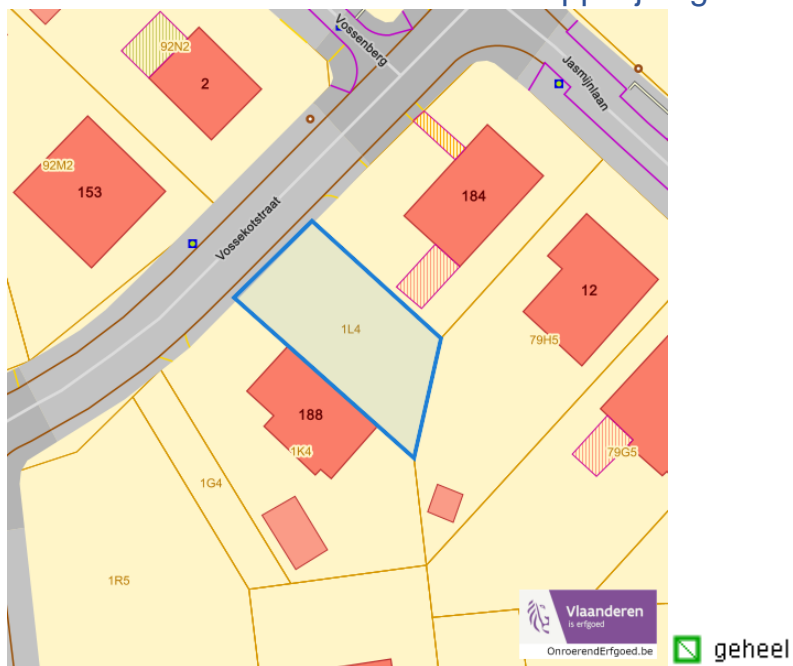 92N2
2
Vossenberg
Jasmijnlaan
92M2
153
184
Vossekotstraat
12
1L4
79H5
188
1K4
79G5
1G4
1R5
Vlaanderen
is erfgoed
OnroerendErfgoed.be
geheel